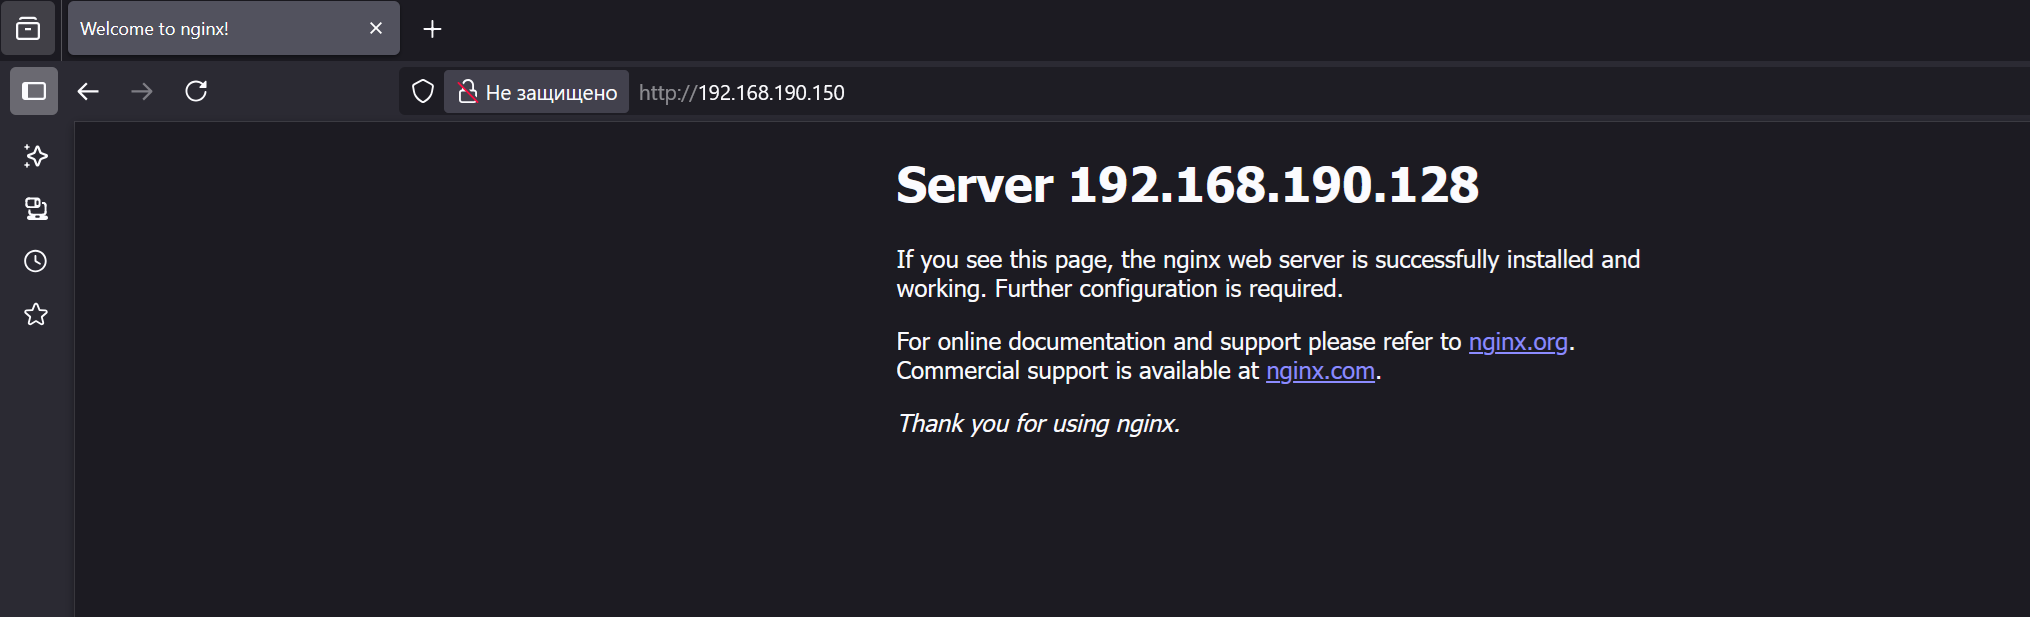 Welcome to nginx!
Не защищено http://192.168.190.150
Server 192.168.190.128
If you see this page, the nginx web server is successfully installed and
working. Further configuration is required.
For online documentation and support please refer to nginx.org.
Commercial support is available at nginx.com.
Thank you for using nginx.